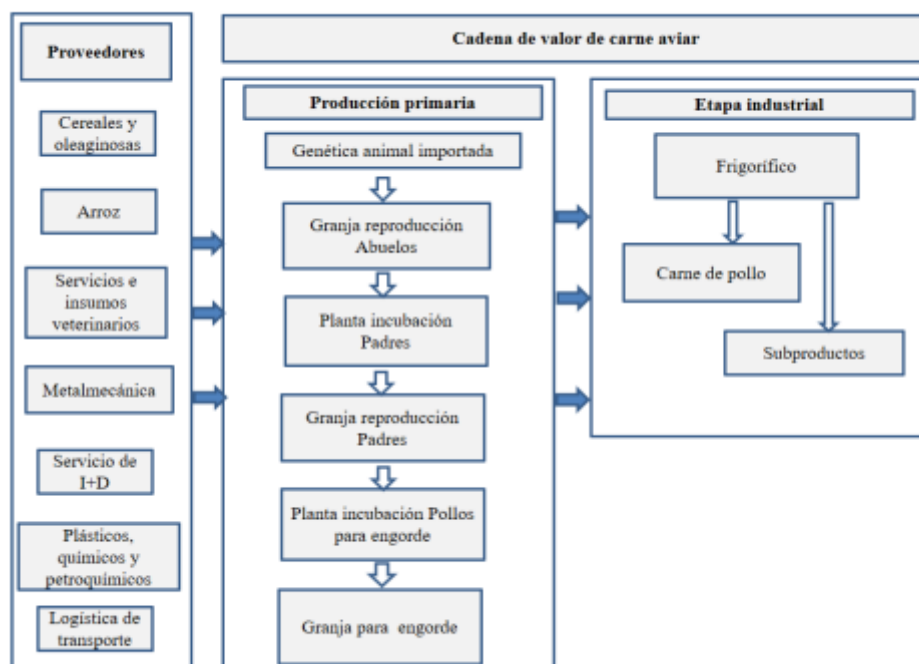 Proveedores
Cereales y
oleaginosas
Arroz
Servicios e
insumos
veterinarios
Metalmecánica
Servicio de
I+D
Plásticos,
químicos y
petroquímicos
Logística de
transporte
Cadena de valor de carne aviar
Producción primaria
Genética animal importada
Granja reproducción
Abuelos
Planta incubación
Padres
Granja reproducción
Padres
Planta incubación Pollos
para engorde
Granja para engorde
Etapa industrial
Frigorífico
Carne de pollo
Subproductos